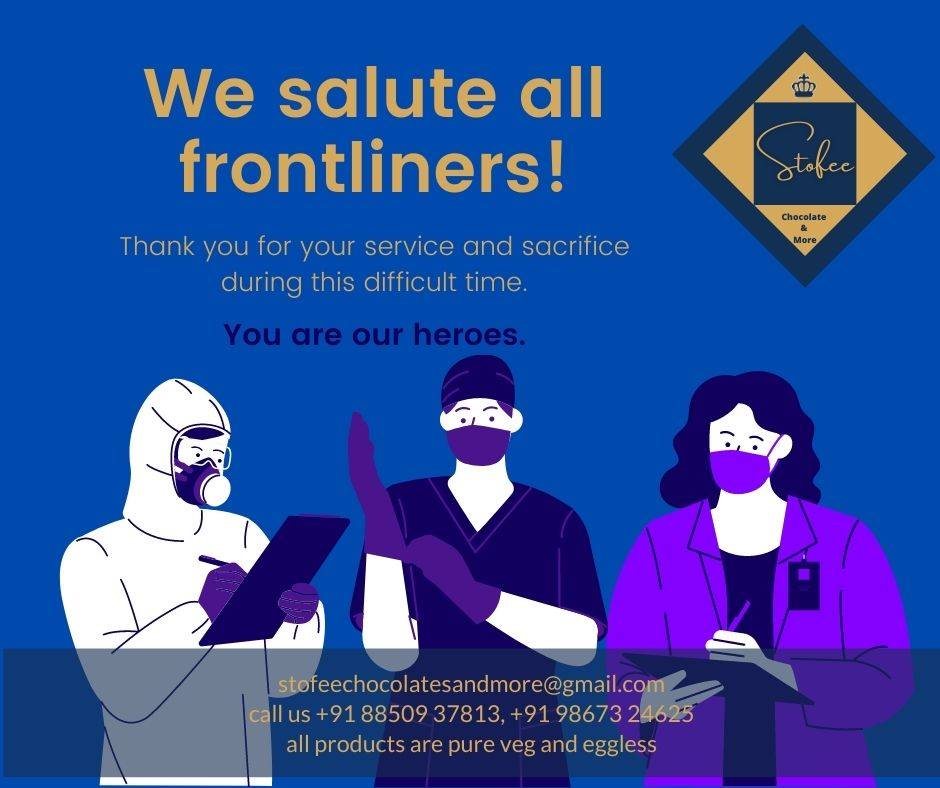 We salute all
frontliners!
Thank you for your service and sacrifice
during this difficult time.
You are our heroes.
Stofee
Chocolate
&
More
stofeechocolatesandmore@gmail.com
call us +91 88509 37813, +91 98673 24625
all products are pure veg and eggless